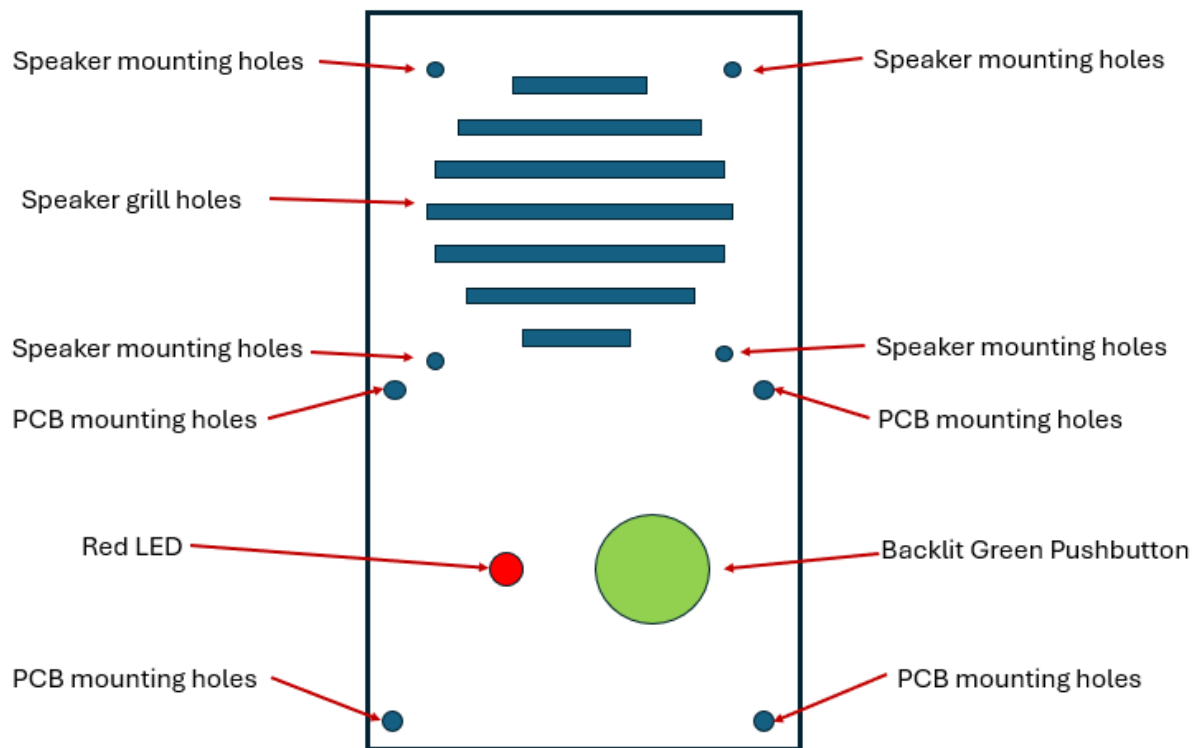 Speaker mounting holes
Speaker mounting holes
Speaker grill holes
Speaker mounting holes
Speaker mounting holes
PCB mounting holes
PCB mounting holes
Red LED
Backlit Green Pushbutton
PCB mounting holes
PCB mounting holes